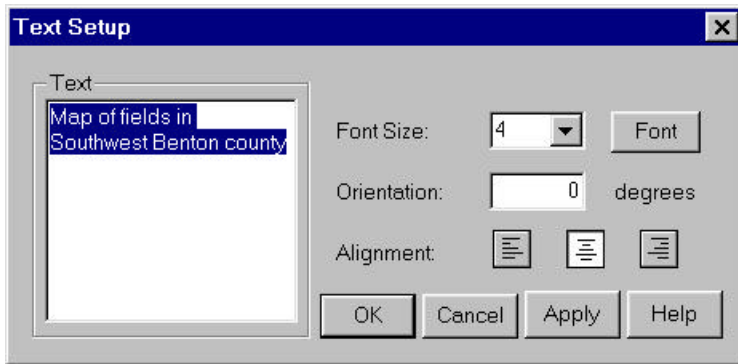 Text Setup
Text
Map of fields in
Southwest Benton county
Font Size: 4 Font
Orientation: 0 degrees
Alignment:
OK Cancel Apply Help